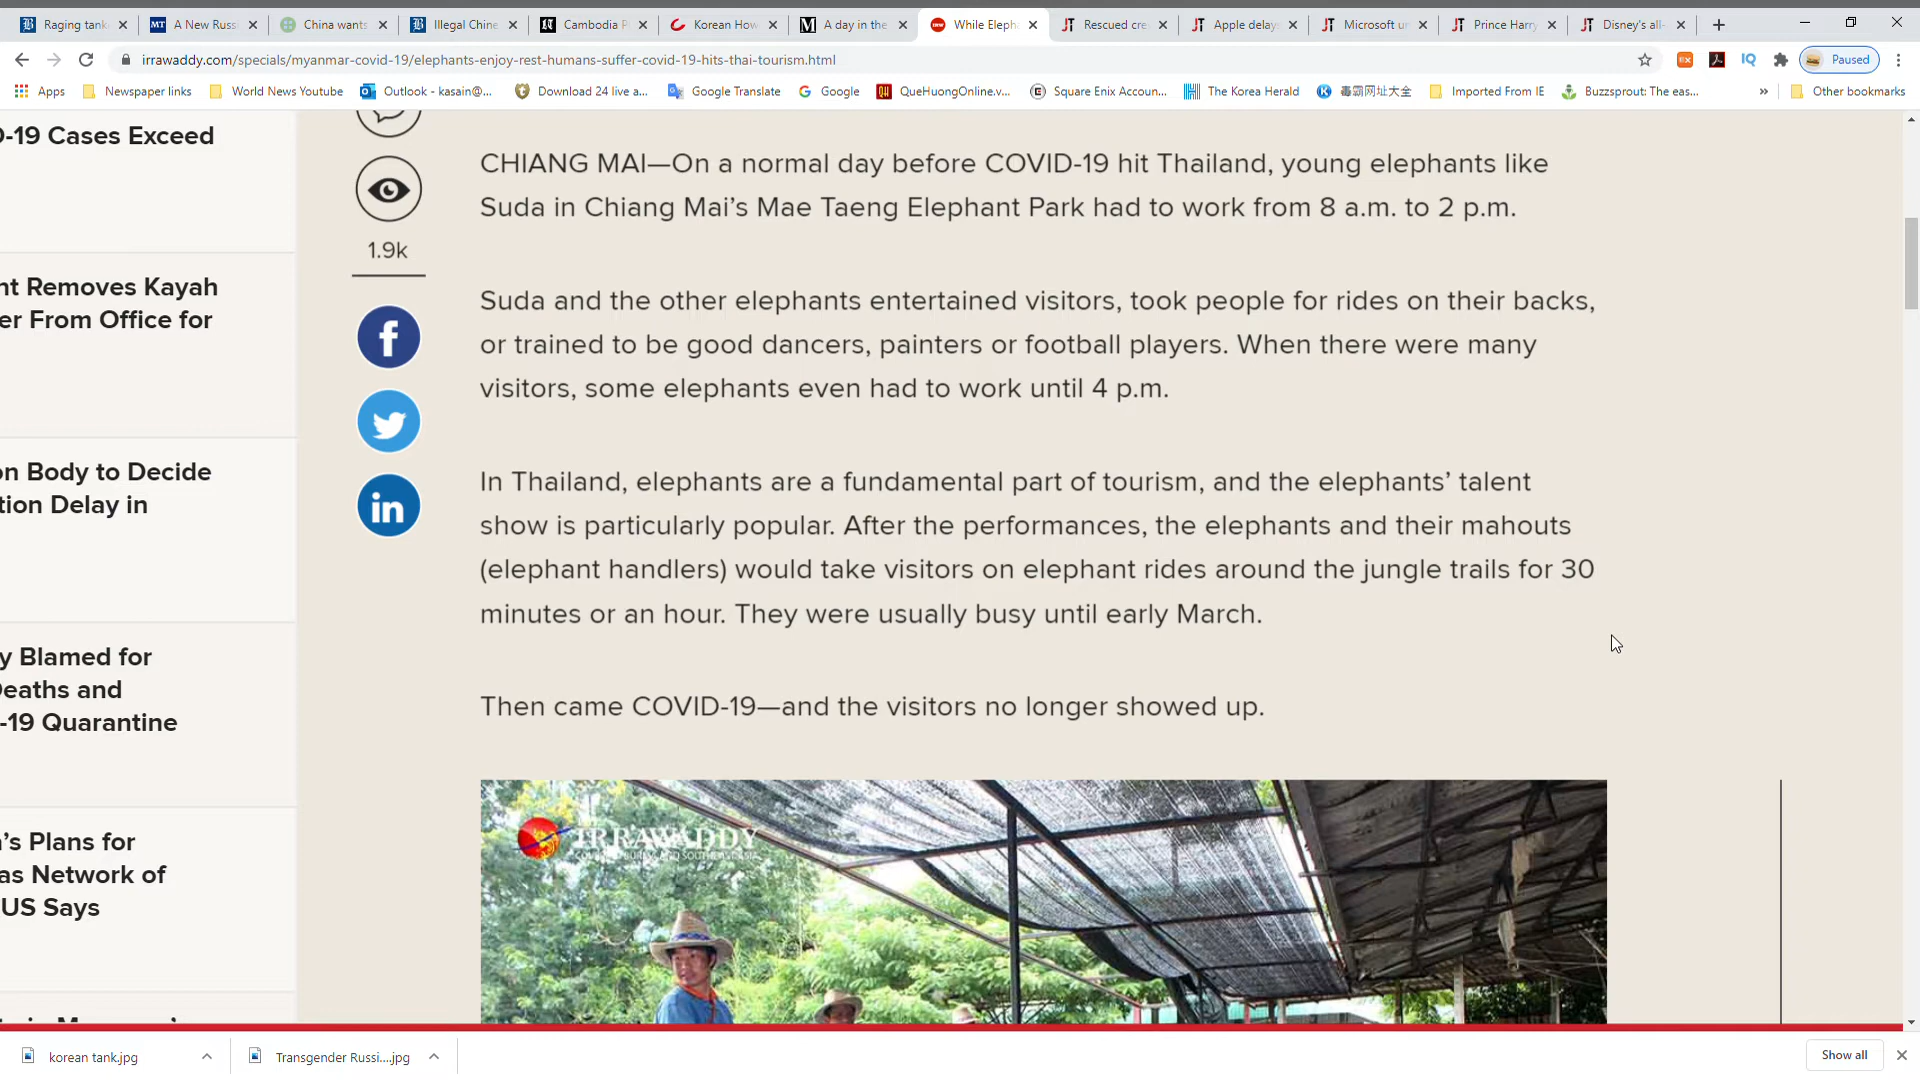 Raging tank
A New Russ
China wants
Illegal Chine
Cambodia P
Korean How
A day in the
While Eleph
Rescued cre
Apple delay
Microsoft u
Prince Harry
Disney's all-
irrawaddy.com/specials/myanmar-covid-19/elephants-enjoy-rest-humans-suffer-covid-19-hits-thai-tourism.html
Paused
Apps
Newspaper links
World News Youtube
Outlook - kasain@...
Download 24 live a...
Google Translate
Google
QueHuongOnline.v...
Square Enix Accoun...
The Korea Herald
毒霸网址大全
Imported From IE
Buzzsprout: The eas...
Other bookmarks
D-19 Cases Exceed
nt Removes Kayah
er From Office for
on Body to Decide
tion Delay in
y Blamed for
Deaths and
-19 Quarantine
's Plans for
as Network of
US Says
1.9k
CHIANG MAI—On a normal day before COVID-19 hit Thailand, young elephants like
Suda in Chiang Mai’s Mae Taeng Elephant Park had to work from 8 a.m. to 2 p.m.
Suda and the other elephants entertained visitors, took people for rides on their backs,
or trained to be good dancers, painters or football players. When there were many
visitors, some elephants even had to work until 4 p.m.
In Thailand, elephants are a fundamental part of tourism, and the elephants’ talent
show is particularly popular. After the performances, the elephants and their mahouts
(elephant handlers) would take visitors on elephant rides around the jungle trails for 30
minutes or an hour. They were usually busy until early March.
Then came COVID-19—and the visitors no longer showed up.
IRRAWADDY
korean tank.jpg
Transgender Russi....jpg
Show all